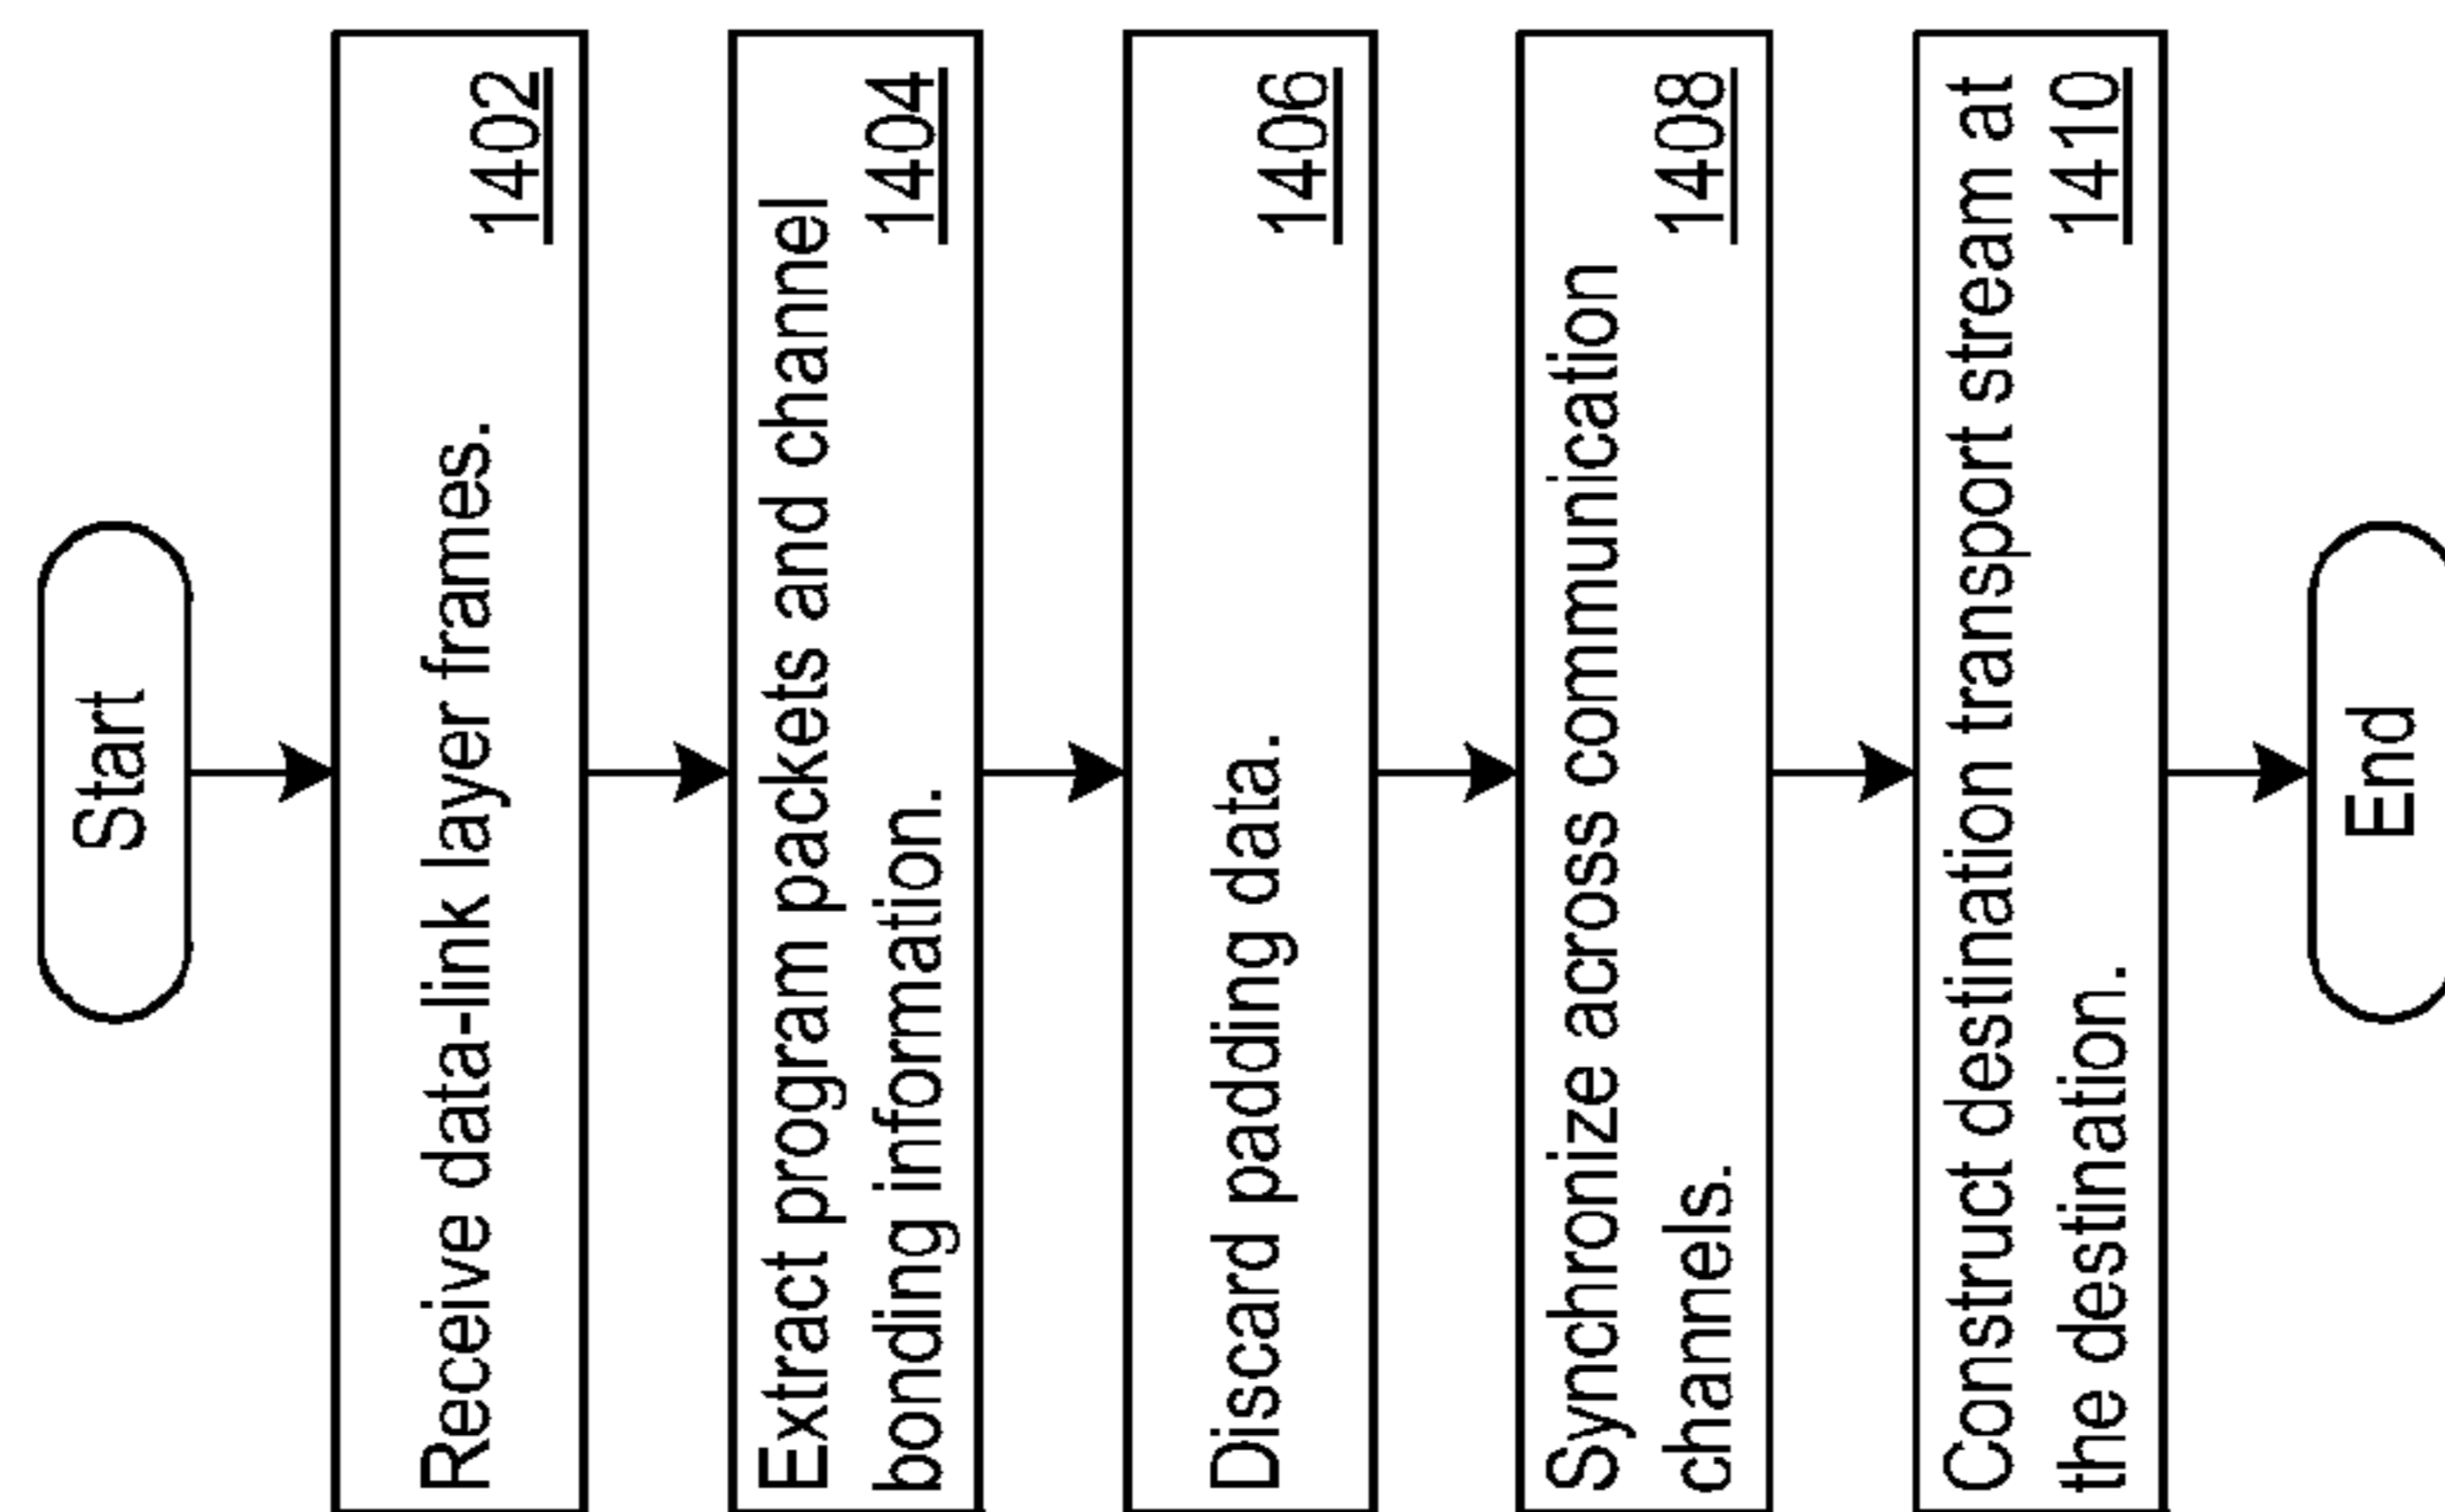 Start
Receive data-link layer frames.
1402
Extract program packets and channel
bonding information.
1404
Discard padding data.
1406
Synchronize across communication
channels.
1408
Construct destination transport stream at
the destination.
1410
End